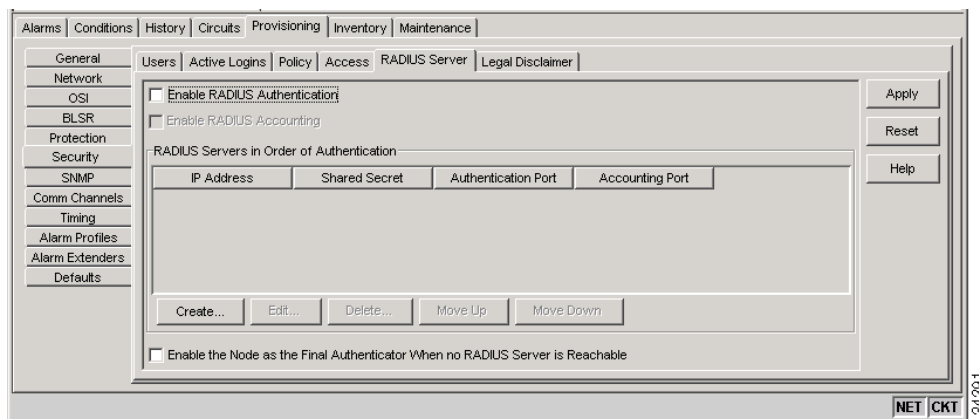 Alarms Conditions History Circuits Provisioning Inventory Maintenance
General
Network
OSI
BLSR
Protection
Security
SNMP
Comm Channels
Timing
Alarm Profiles
Alarm Extenders
Defaults
Users Active Logins Policy Access RADIUS Server Legal Disclaimer
Enable RADIUS Authentication
Enable RADIUS Accounting
RADIUS Servers in Order of Authentication
IP Address Shared Secret Authentication Port Accounting Port
Create... Edit... Delete... Move Up Move Down
Enable the Node as the Final Authenticator When no RADIUS Server is Reachable
Apply
Reset
Help
NET CKT